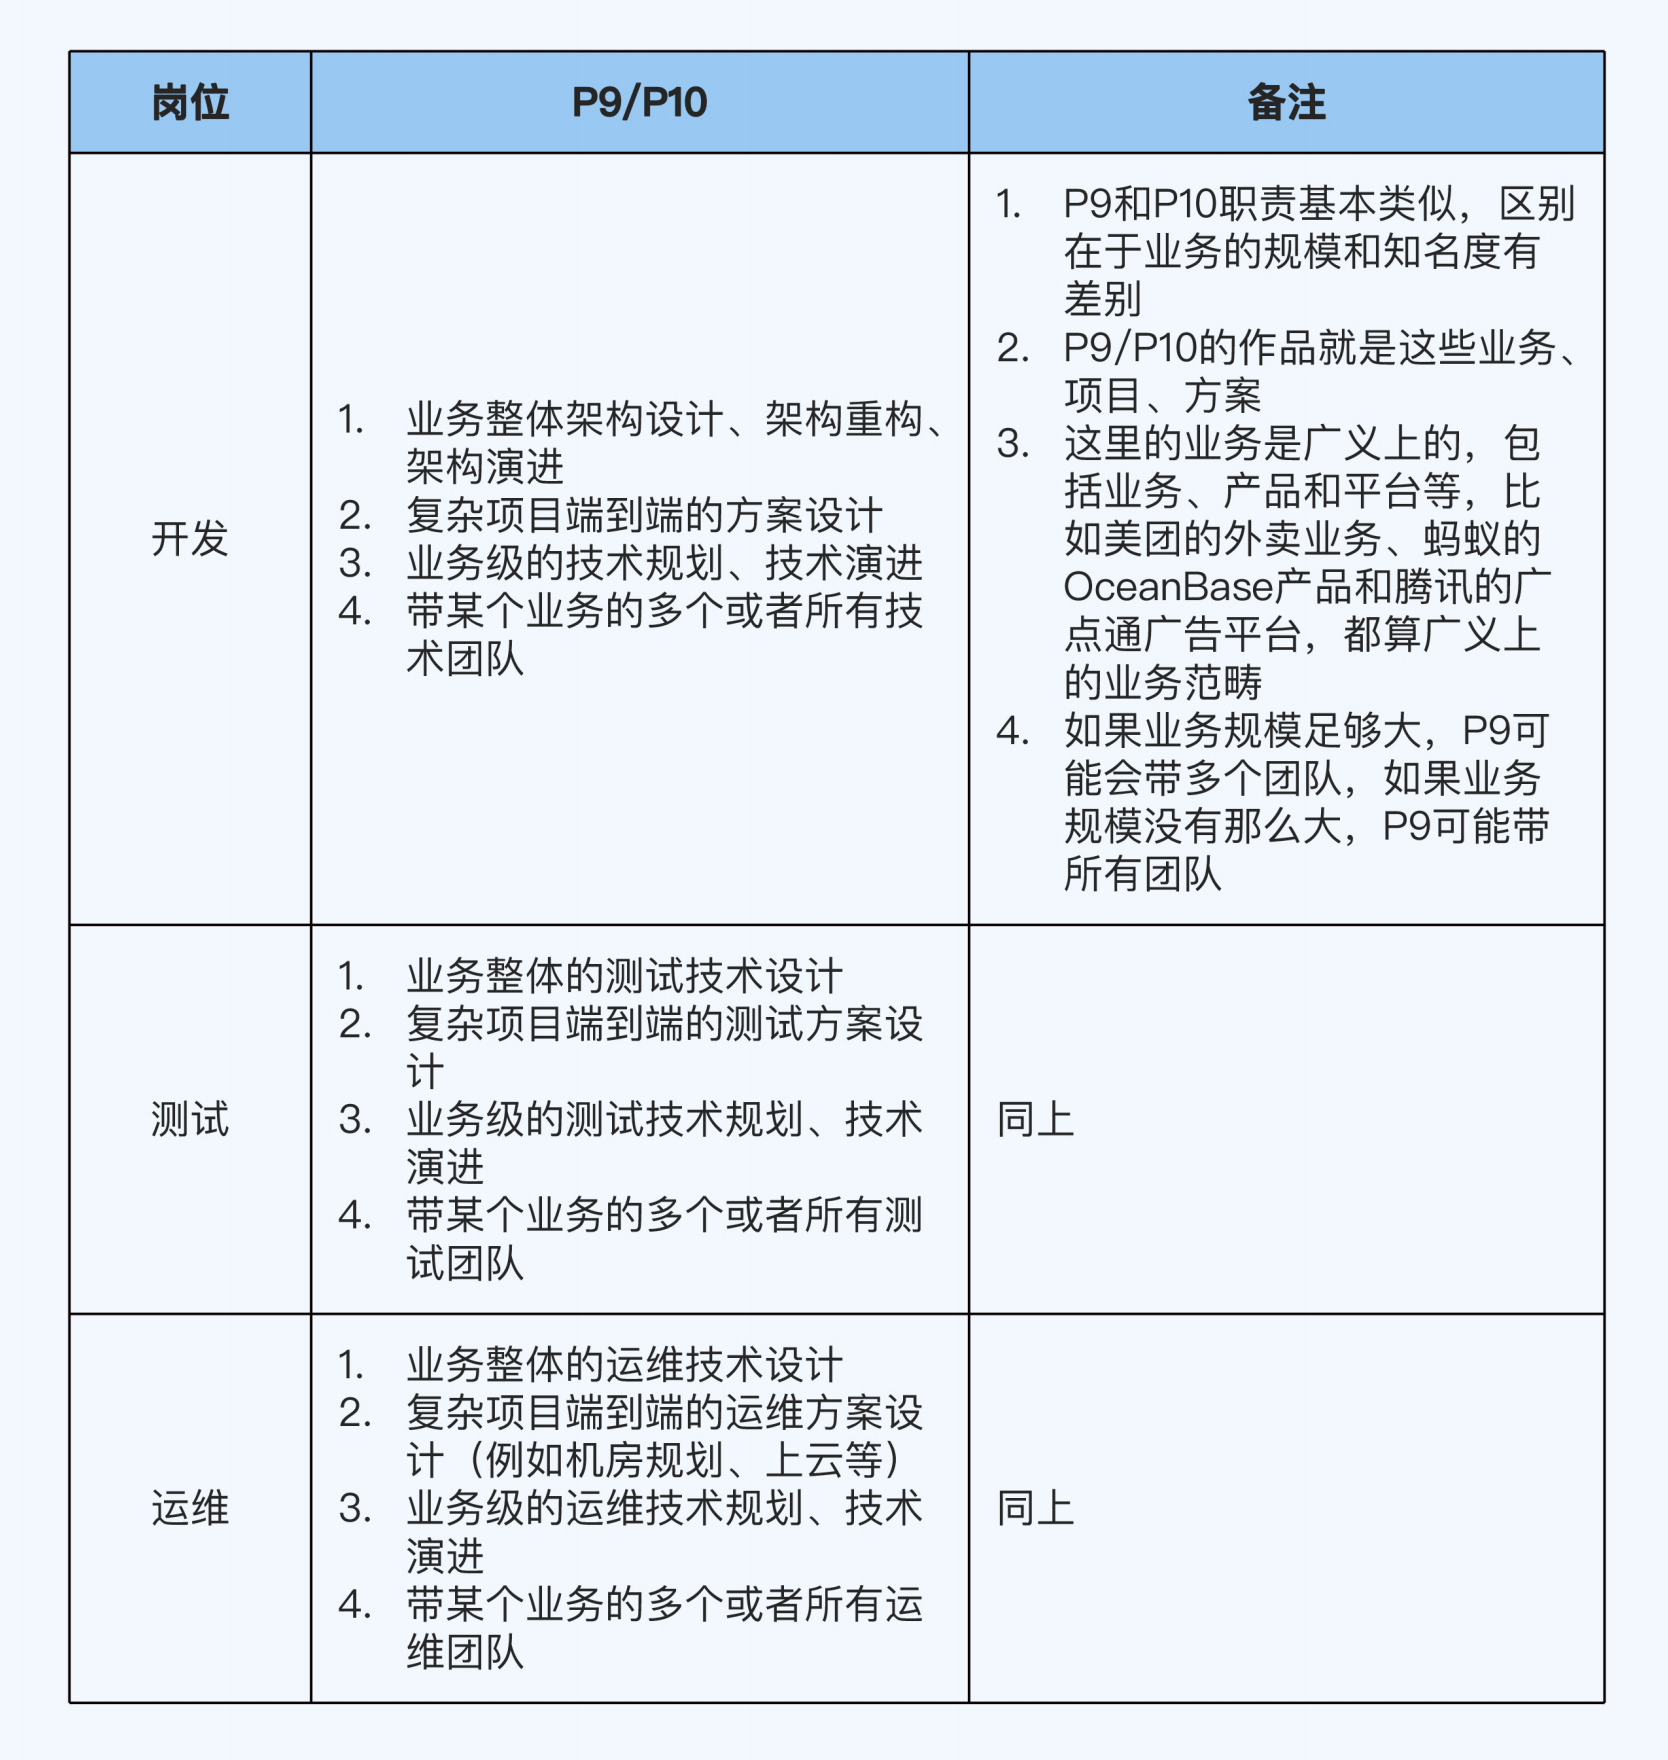 岗位
P9/P10
备注
开发
1. 业务整体架构设计、架构重构、
架构演进
2. 复杂项目端到端的方案设计
3. 业务级的技术规划、技术演进
4. 带某个业务的多个或者所有技
术团队
1. P9和P10职责基本类似，区别
在于业务的规模和知名度有
差别
2. P9/P10的作品就是这些业务、
项目、方案
3. 这里的业务是广义上的，包
括业务、产品和平台等，比
如美团的外卖业务、蚂蚁的
OceanBase产品和腾讯的广
点通广告平台，都算广义上
的业务范畴
4. 如果业务规模足够大，P9可
能会带多个团队，如果业务
规模没有那么大，P9可能带
所有团队
测试
1. 业务整体的测试技术设计
2. 复杂项目端到端的测试方案设
计
3. 业务级的测试技术规划、技术
演进
4. 带某个业务的多个或者所有测
试团队
同上
运维
1. 业务整体的运维技术设计
2. 复杂项目端到端的运维方案设
计（例如机房规划、上云等）
3. 业务级的运维技术规划、技术
演进
4. 带某个业务的多个或者所有运
维团队
同上